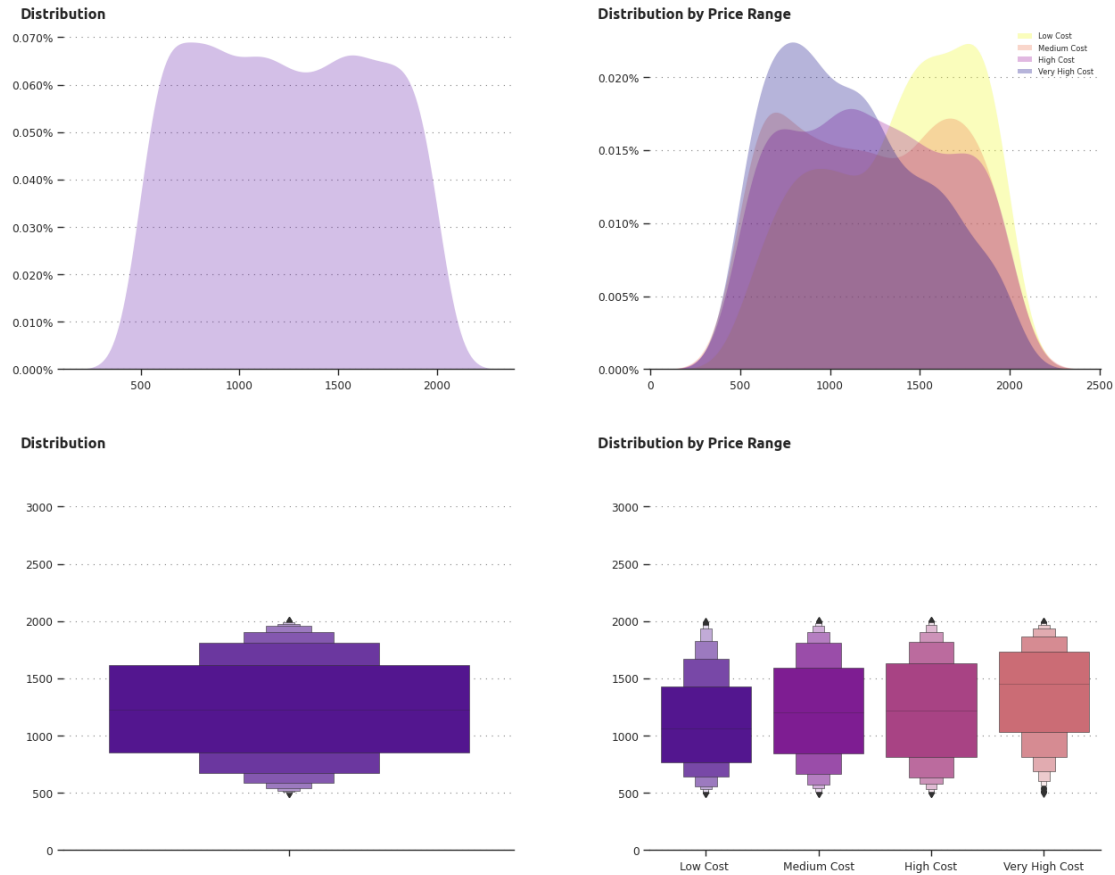 Distribution
0.070%
0.060%
0.050%
0.040%
0.030%
0.020%
0.010%
0.000%
500 1000 1500 2000
Distribution by Price Range
Low Cost
Medium Cost
High Cost
Very High Cost
0.020%
0.015%
0.010%
0.005%
0.000%
0 500 1000 1500 2000 2500
Distribution
3000
2500
2000
1500
1000
500
0
Distribution by Price Range
3000
2500
2000
1500
1000
500
0
Low Cost Medium Cost High Cost Very High Cost